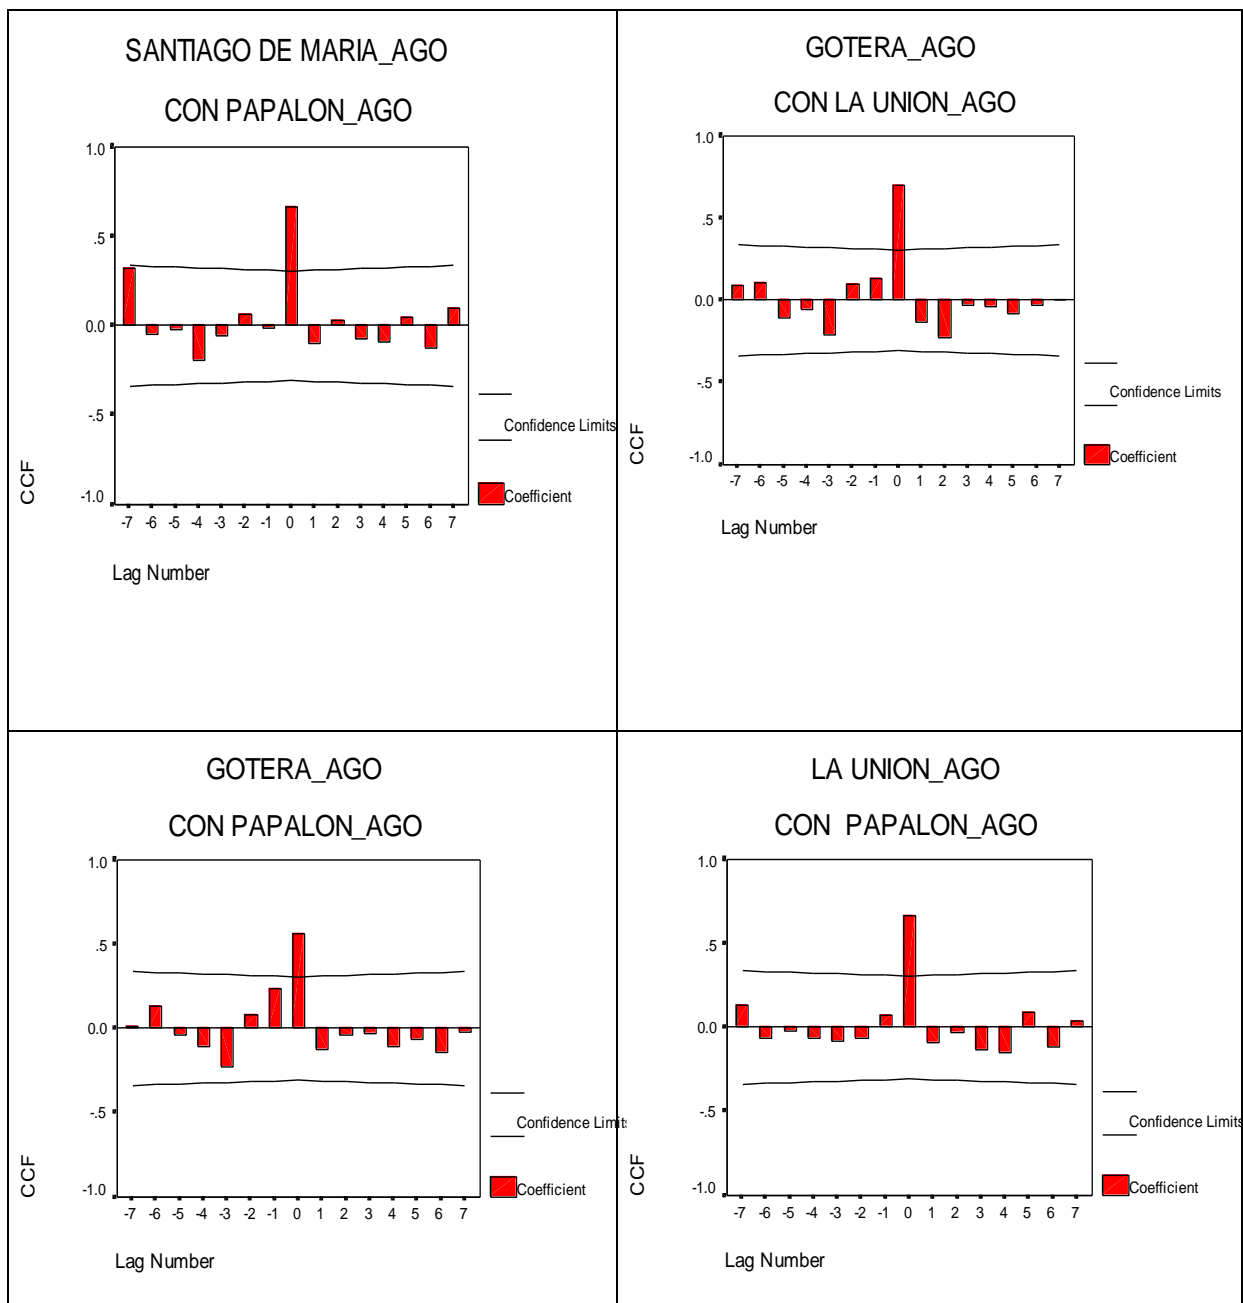 SANTIAGO DE MARIA_AGO
CON PAPALON_AGO
1.0
.5
0.0
-.5
-1.0
CCF
-7 -6 -5 -4 -3 -2 -1 0 1 2 3 4 5 6 7
Lag Number
Confidence Limits
Coefficient
GOTERA_AGO
CON LA UNION_AGO
1.0
.5
0.0
-.5
-1.0
CCF
-7 -6 -5 -4 -3 -2 -1 0 1 2 3 4 5 6 7
Lag Number
Confidence Limits
Coefficient
GOTERA_AGO
CON PAPALON_AGO
1.0
.5
0.0
-.5
-1.0
CCF
-7 -6 -5 -4 -3 -2 -1 0 1 2 3 4 5 6 7
Lag Number
Confidence Limits
Coefficient
LA UNION_AGO
CON PAPALON_AGO
1.0
.5
0.0
-.5
-1.0
CCF
-7 -6 -5 -4 -3 -2 -1 0 1 2 3 4 5 6 7
Lag Number
Confidence Limits
Coefficient